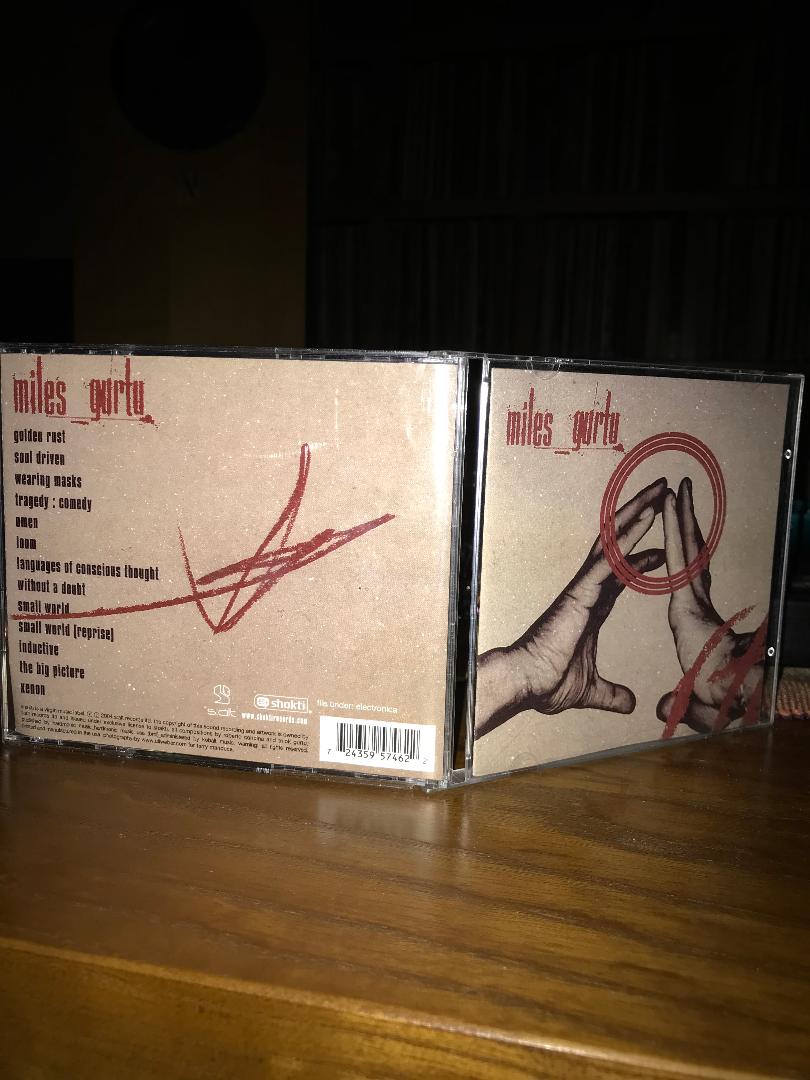 miles_gurtu
golden rust
soul driven
wearing masks
tragedy : comedy
omen
loom
languages of conscious thought
without a doubt
small world
small world [reprise]
inductive
the big picture
xenon
salt
shakti
www.shaktirecords.com
file under: electronica
7 24359 57462 2
miles_gurtu